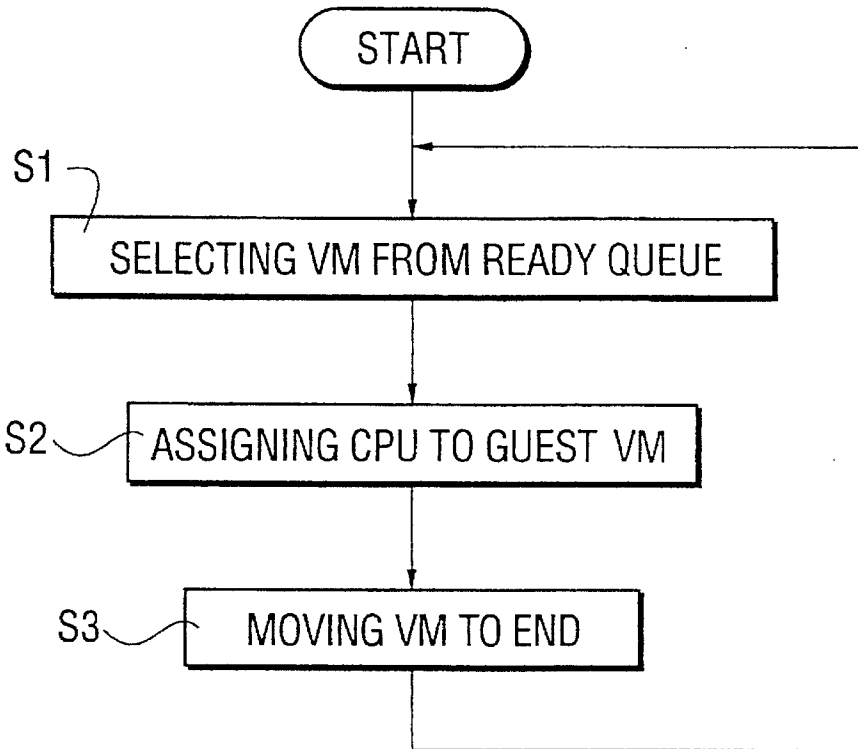 START
S1
SELECTING VM FROM READY QUEUE
S2
ASSIGNING CPU TO GUEST VM
S3
MOVING VM TO END